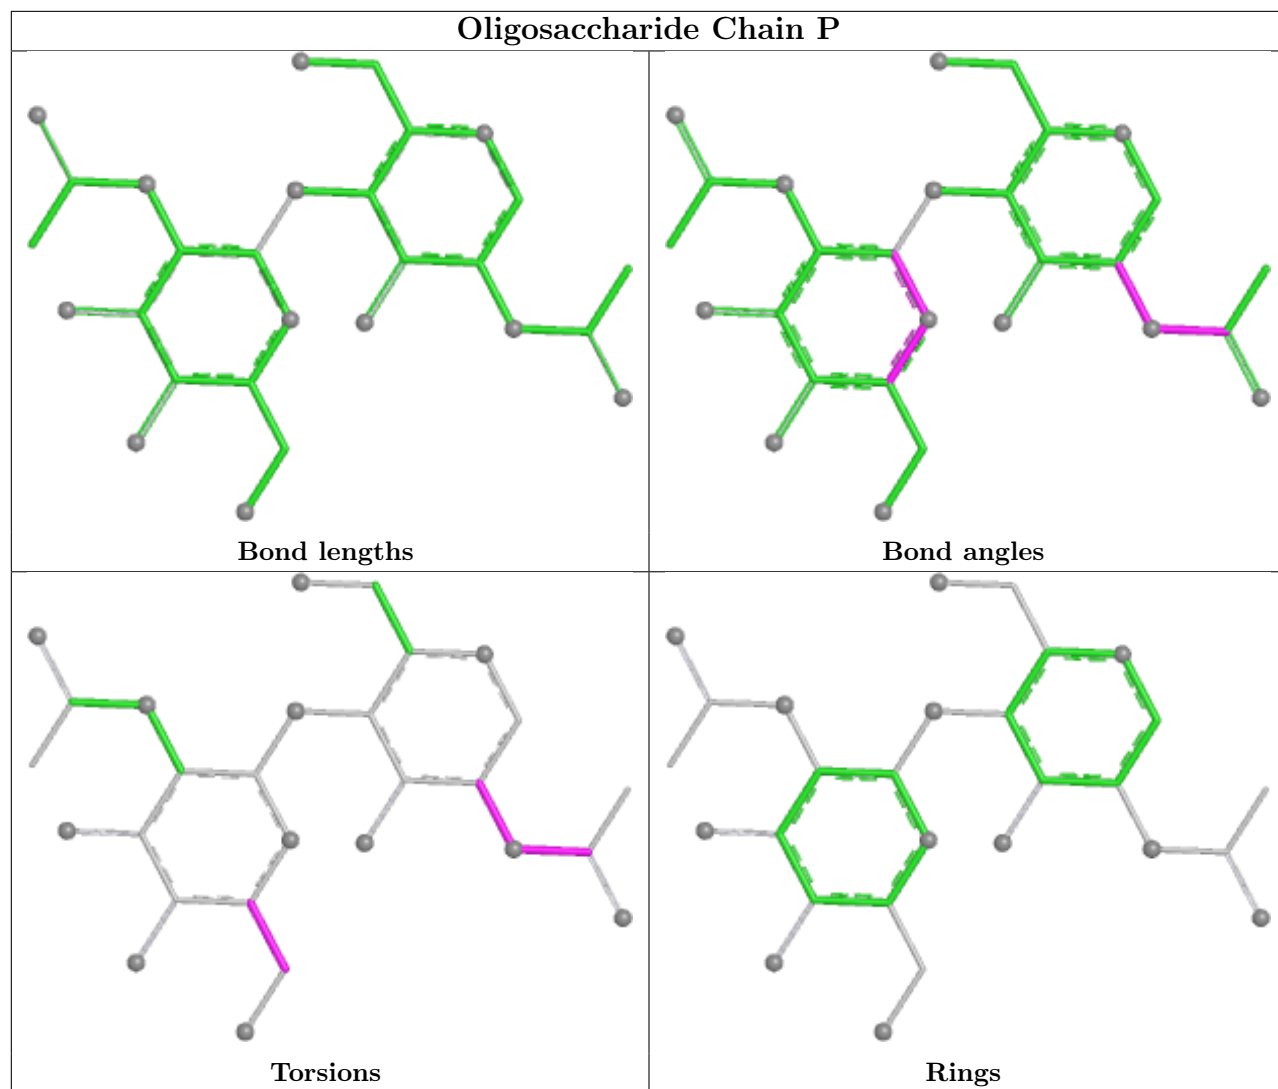 Oligosaccharide Chain P
Bond lengths
Bond angles
Torsions
Rings